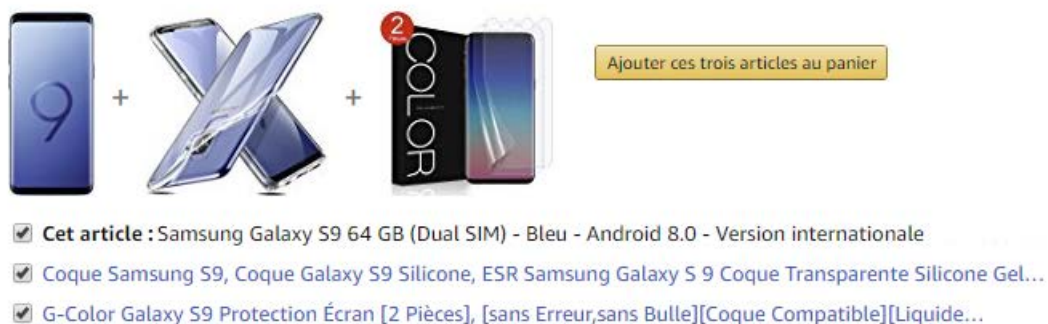 9
+
+
2
COLOR
Ajouter ces trois articles au panier
Cet article : Samsung Galaxy S9 64 GB (Dual SIM) - Bleu - Android 8.0 - Version internationale
Coque Samsung S9, Coque Galaxy S9 Silicone, ESR Samsung Galaxy S 9 Coque Transparente Silicone Gel…
G-Color Galaxy S9 Protection Écran [2 Pièces], [sans Erreur,sans Bulle][Coque Compatible][Liquide…